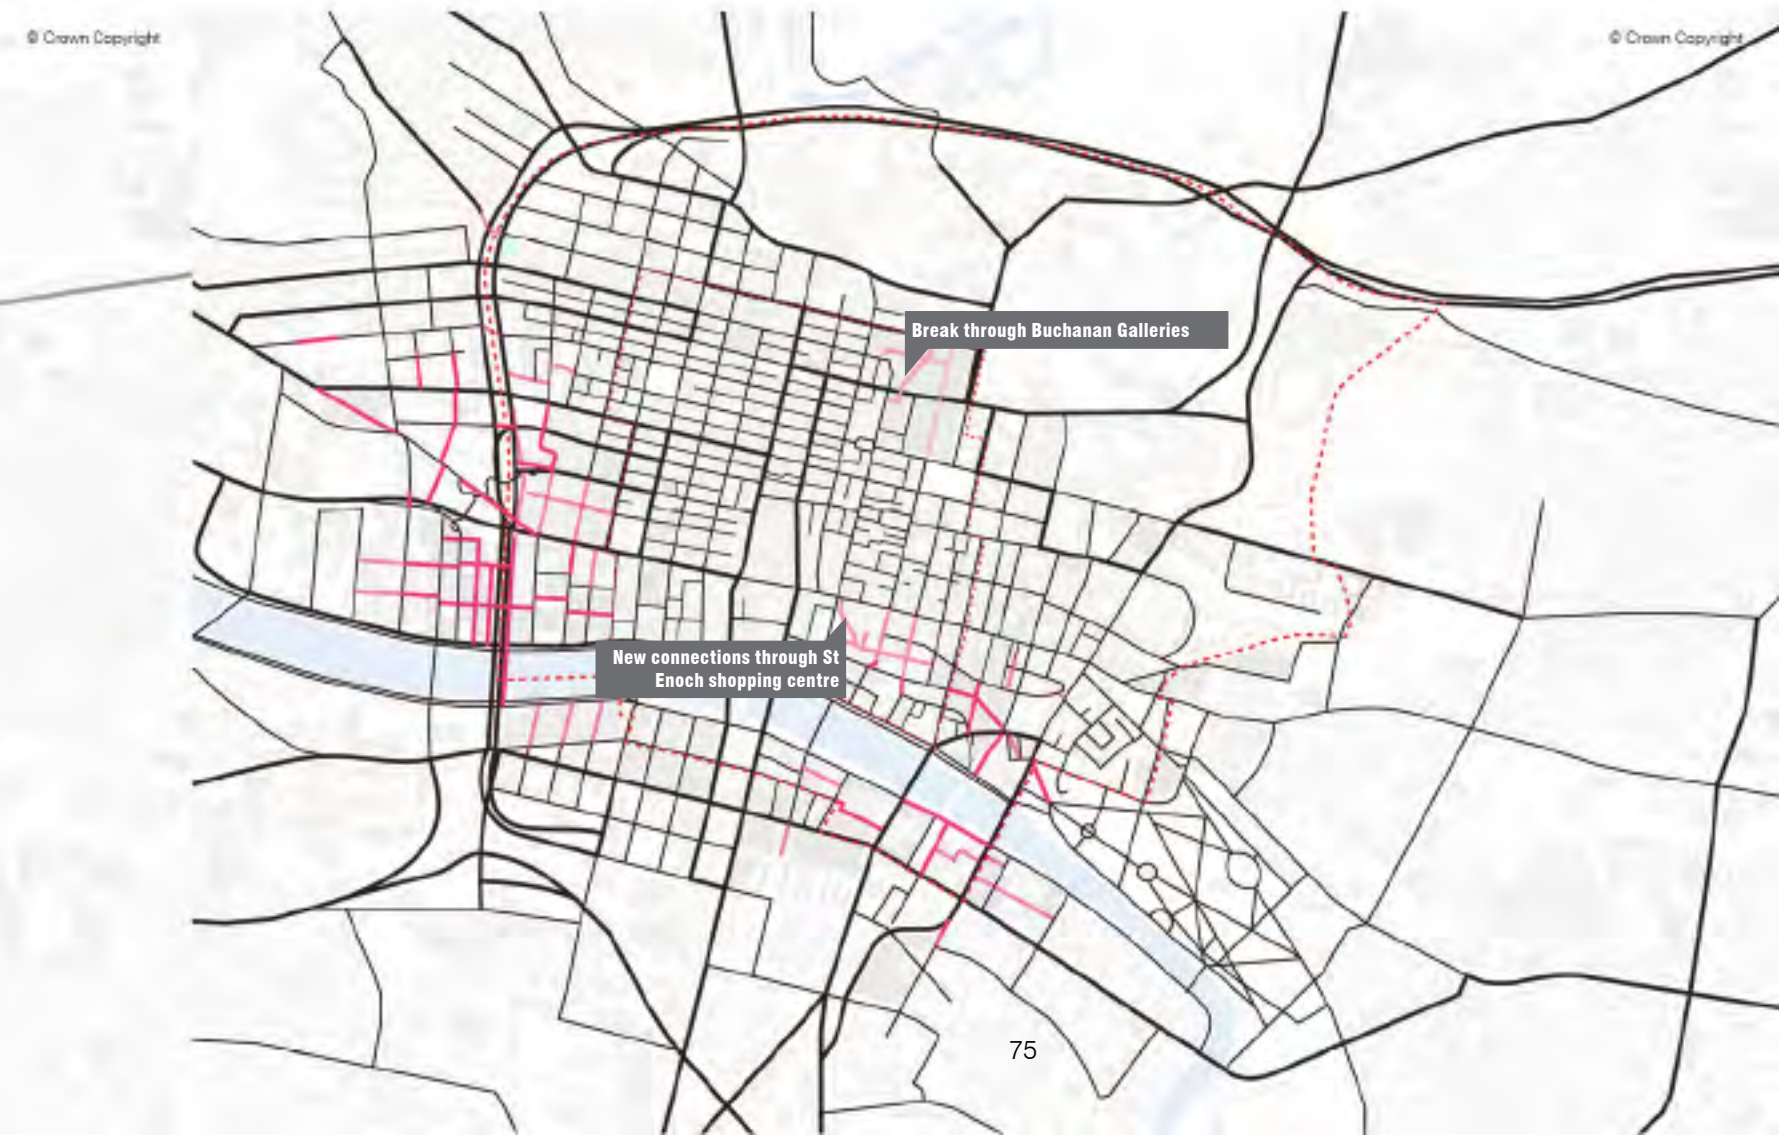 © Crown Copyright
© Crown Copyright
Break through Buchanan Galleries
New connections through St
Enoch shopping centre
75